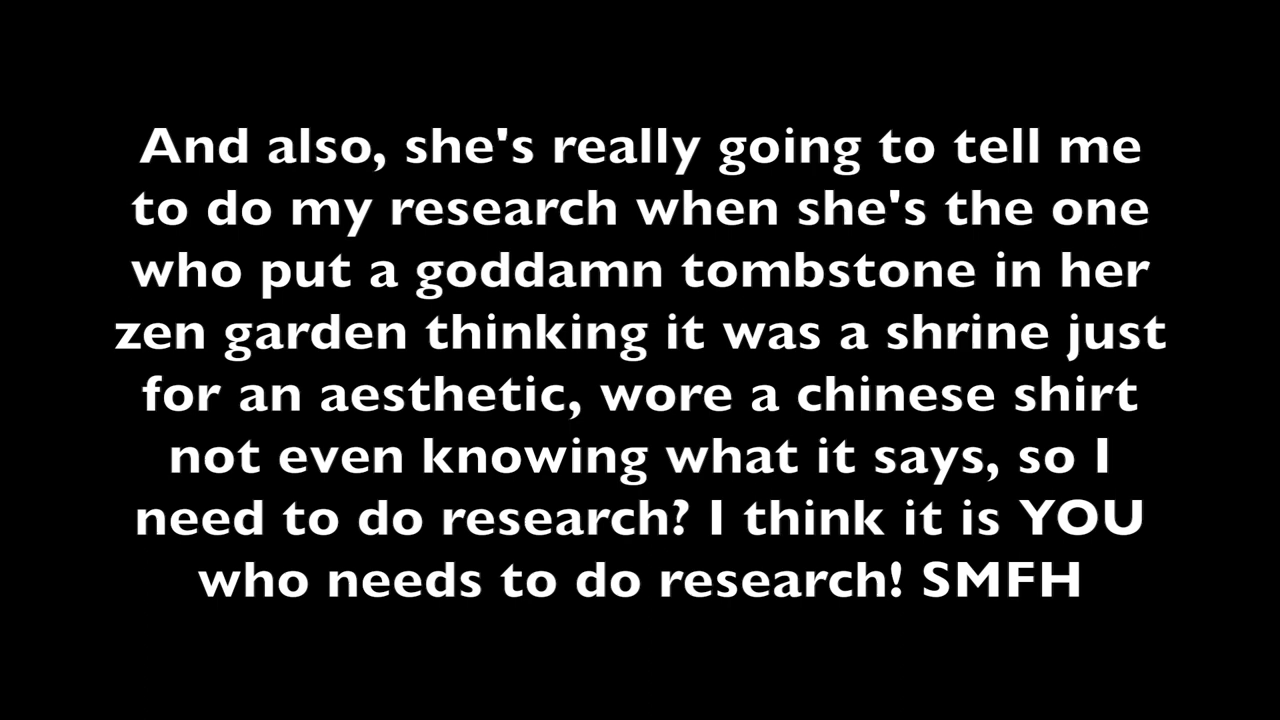 And also, she's really going to tell me
to do my research when she's the one
who put a goddamn tombstone in her
zen garden thinking it was a shrine just
for an aesthetic, wore a chinese shirt
not even knowing what it says, so I
need to do research? I think it is YOU
who needs to do research! SMFH